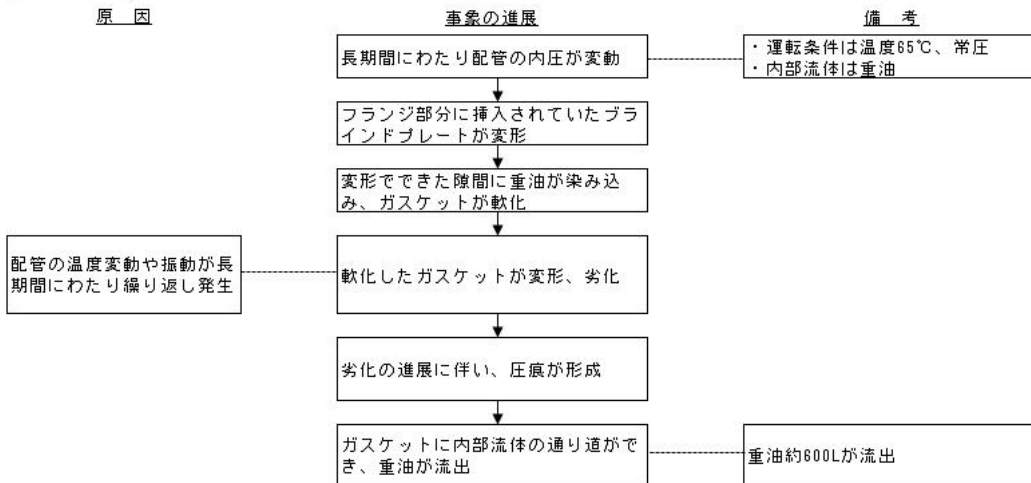 原　因
事象の進展
備　考
長期間にわたり配管の内圧が変動
・運転条件は温度65℃、常圧
・内部流体は重油
フランジ部分に挿入されていたブラ
インドプレートが変形
変形でできた隙間に重油が染み込
み、ガスケットが軟化
配管の温度変動や振動が長
期間にわたり繰り返し発生
軟化したガスケットが変形、劣化
劣化の進展に伴い、圧痕が形成
ガスケットに内部流体の通り道がで
き、重油が流出
重油約600Lが流出